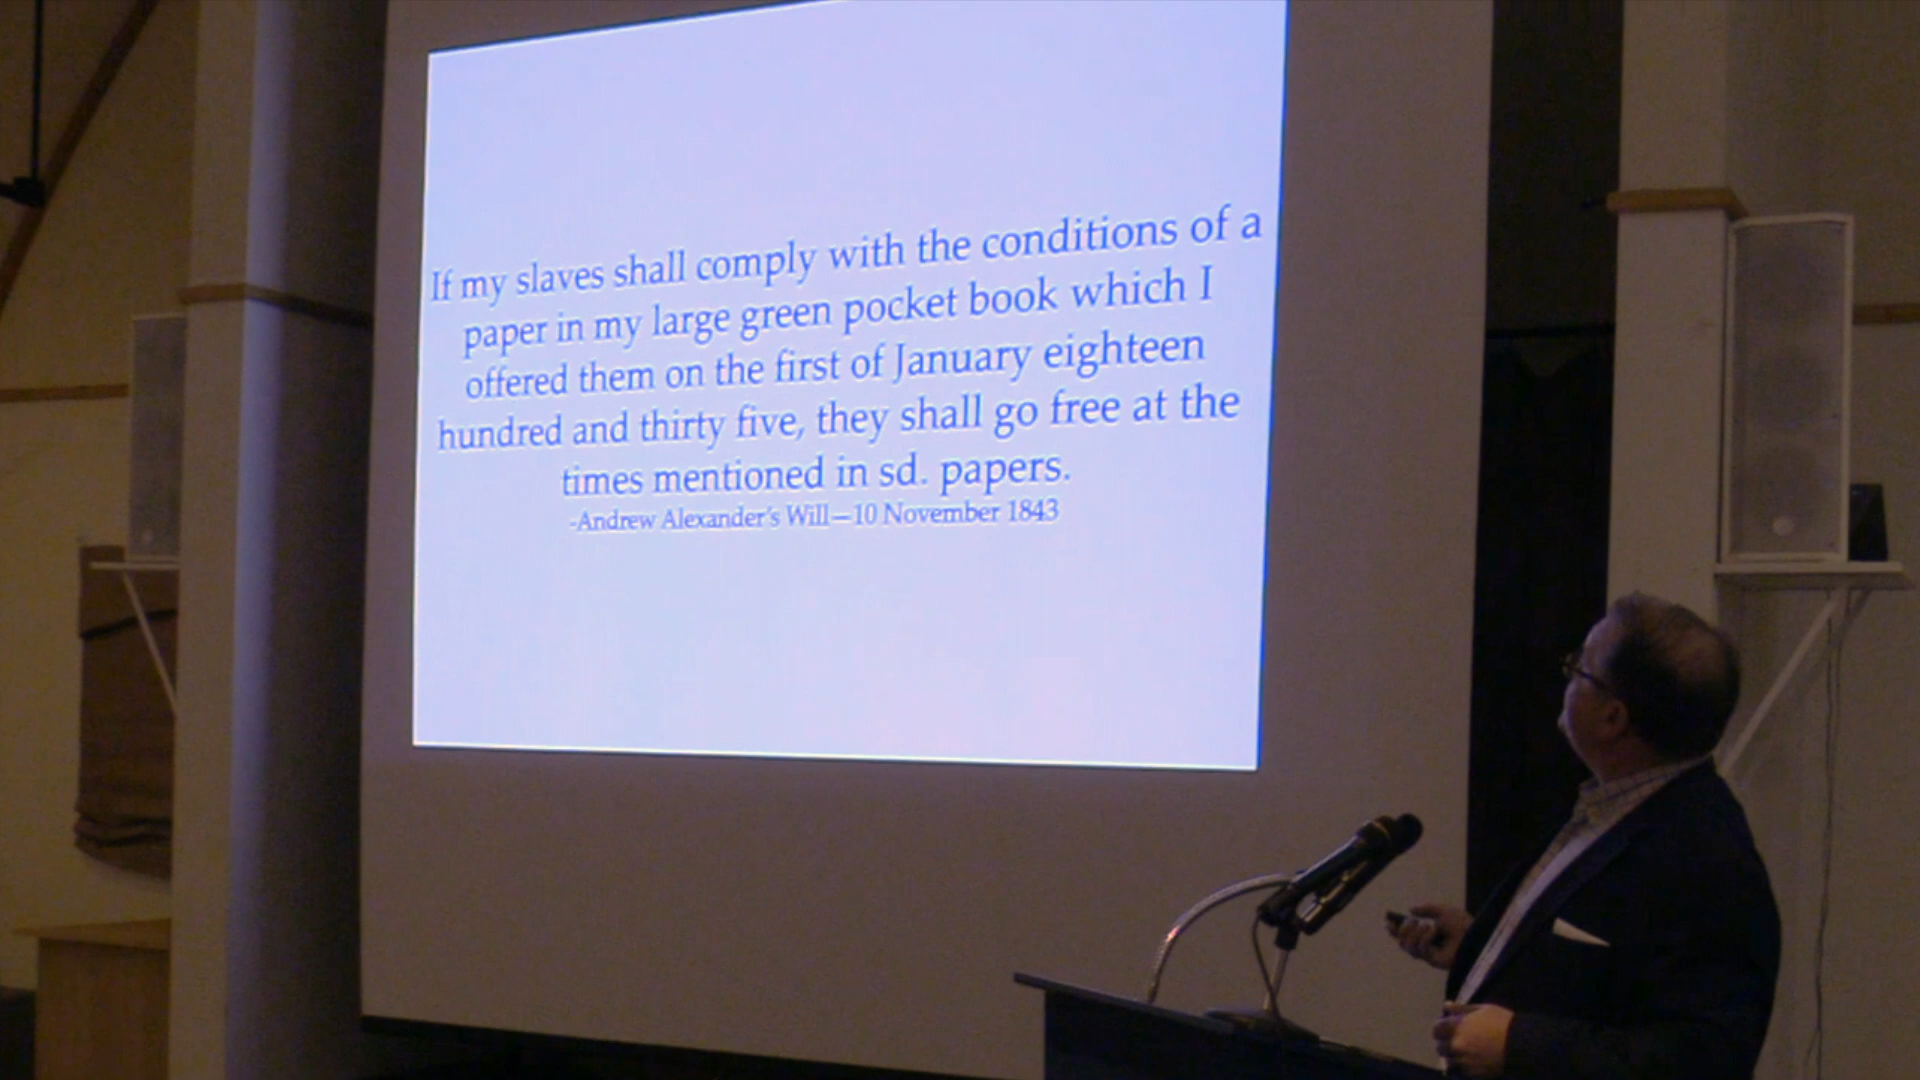 If my slaves shall comply with the conditions of a
paper in my large green pocket book which I
offered them on the first of January eighteen
hundred and thirty five, they shall go free at the
times mentioned in sd. papers.
-Andrew Alexander's Will—10 November 1843